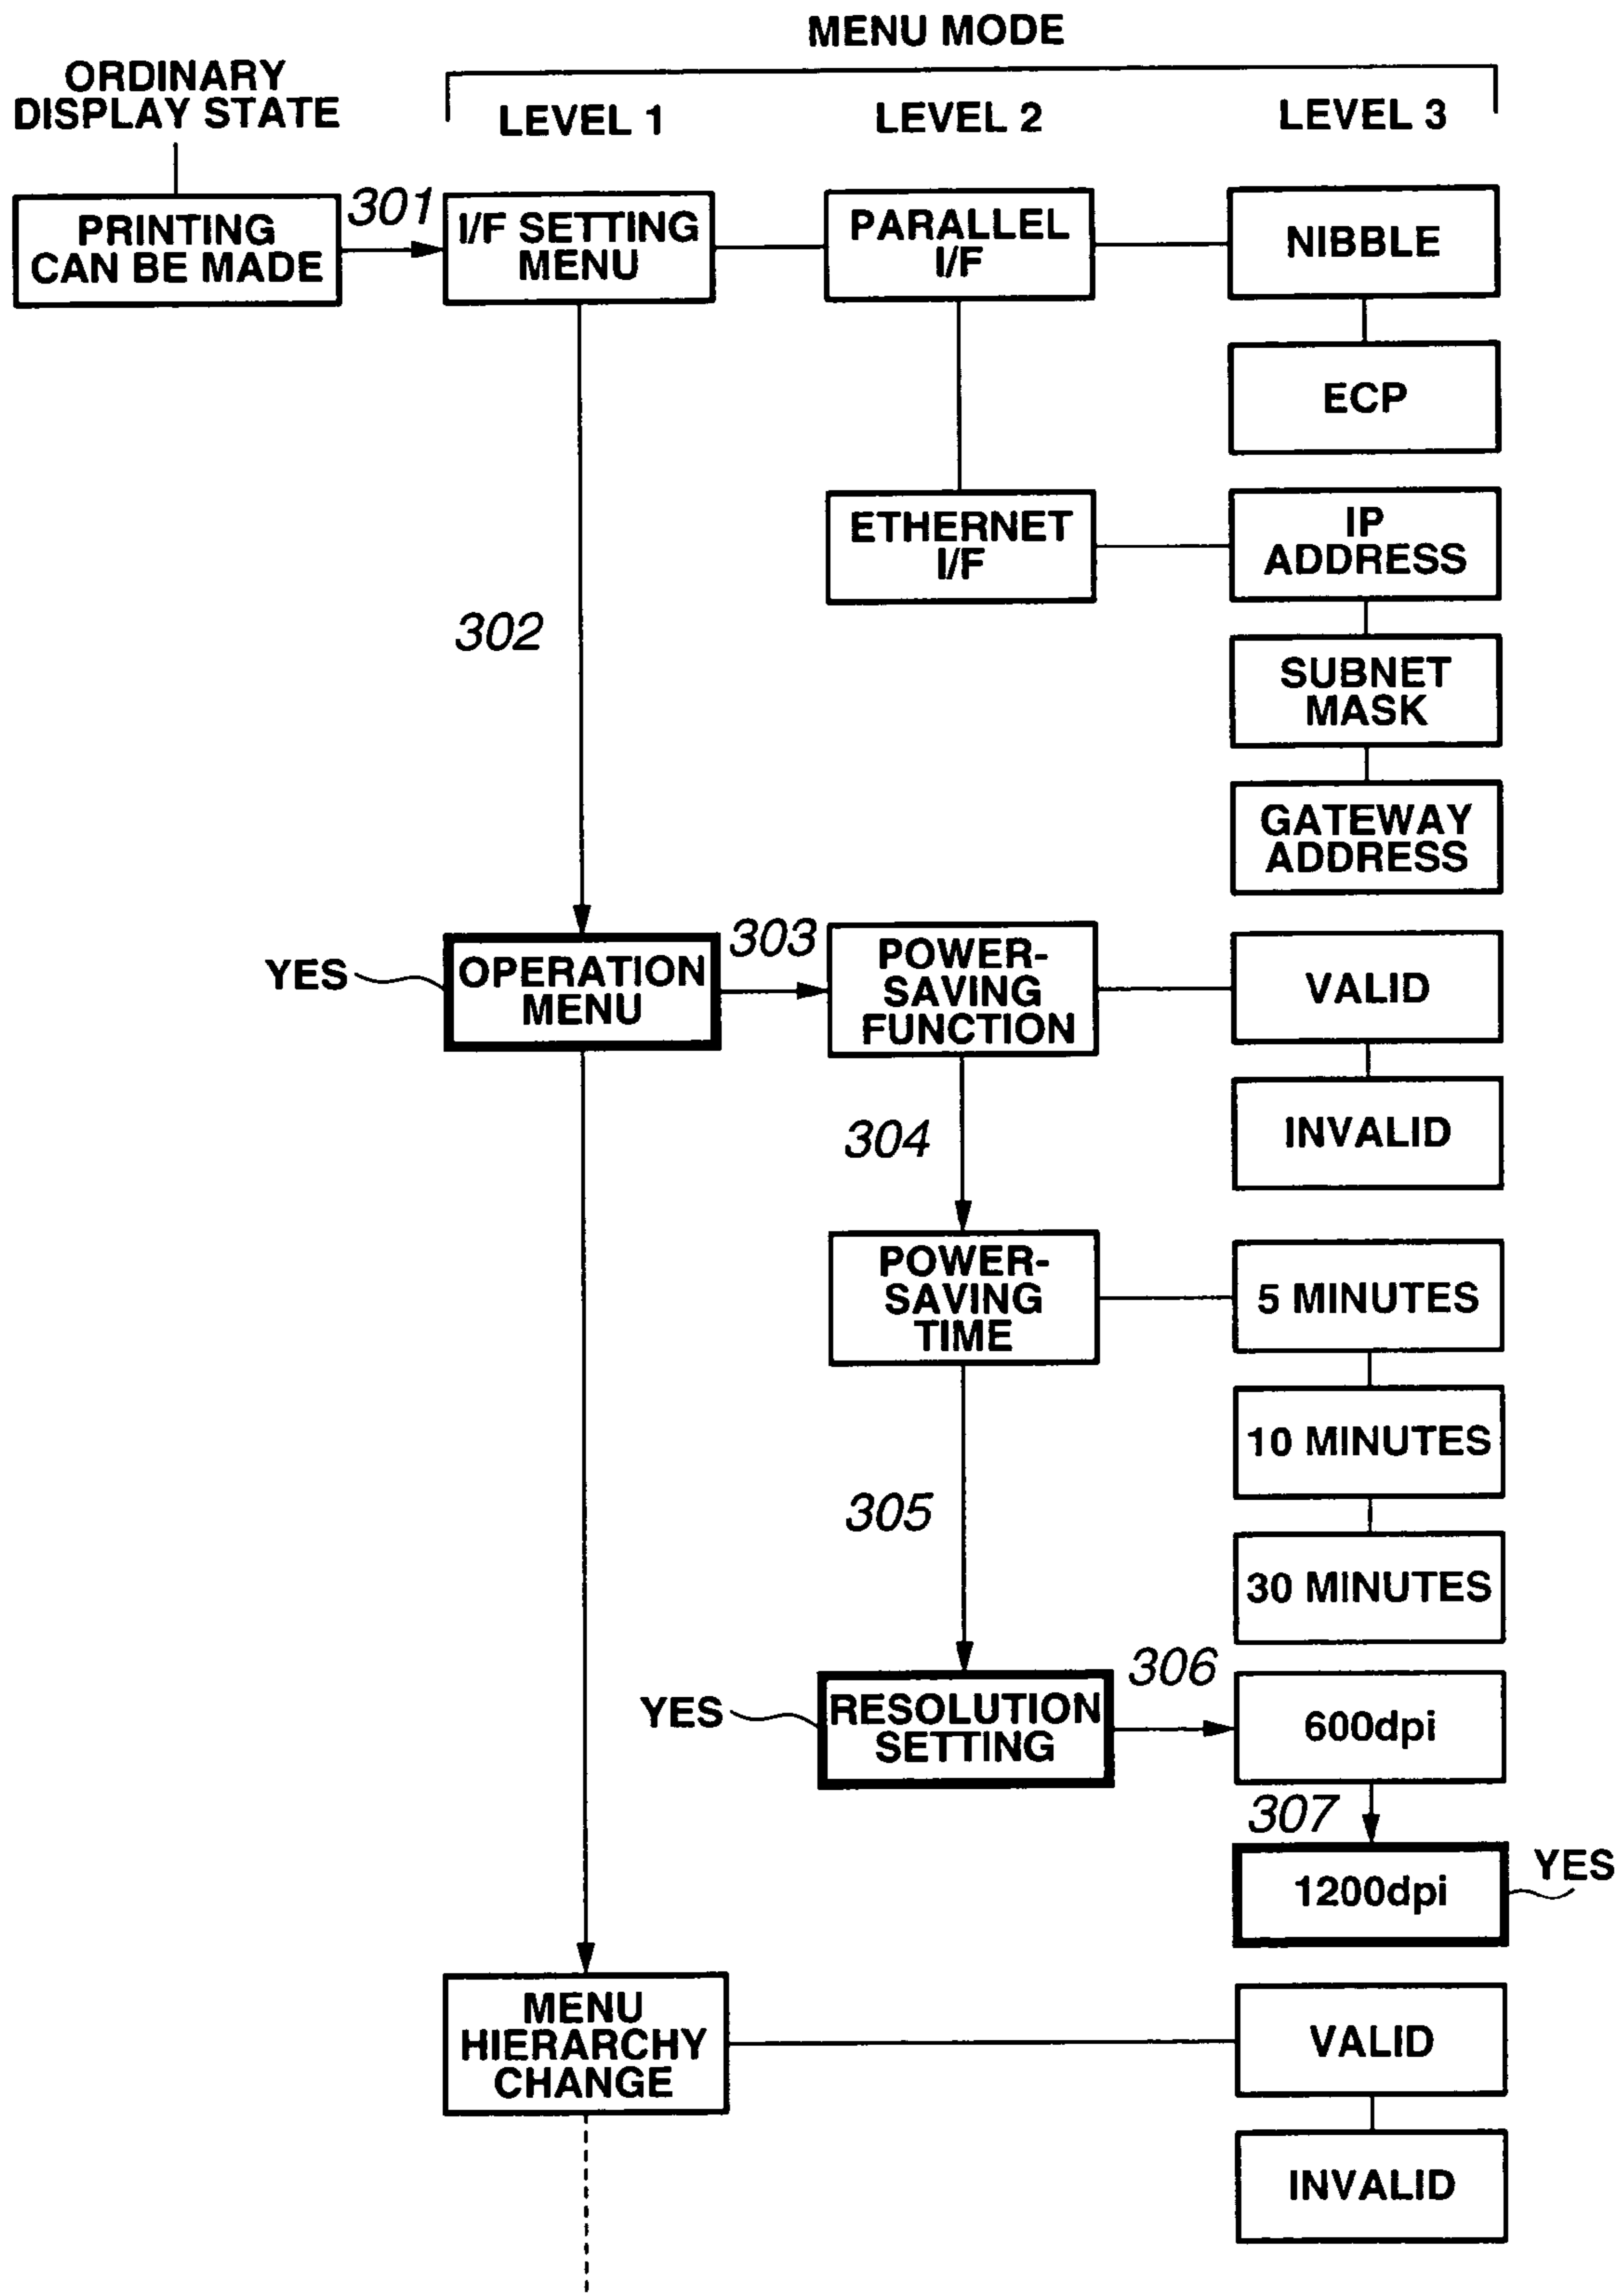 MENU MODE
ORDINARY
DISPLAY STATE
LEVEL 1
LEVEL 2
LEVEL 3
PRINTING
CAN BE MADE
301
I/F SETTING
MENU
PARALLEL
I/F
NIBBLE
ECP
ETHERNET
I/F
IP
ADDRESS
302
SUBNET
MASK
GATEWAY
ADDRESS
YES
OPERATION
MENU
303
POWER-
SAVING
FUNCTION
VALID
304
INVALID
POWER-
SAVING
TIME
5 MINUTES
10 MINUTES
305
30 MINUTES
YES
RESOLUTION
SETTING
306
600dpi
307
1200dpi
YES
MENU
HIERARCHY
CHANGE
VALID
INVALID